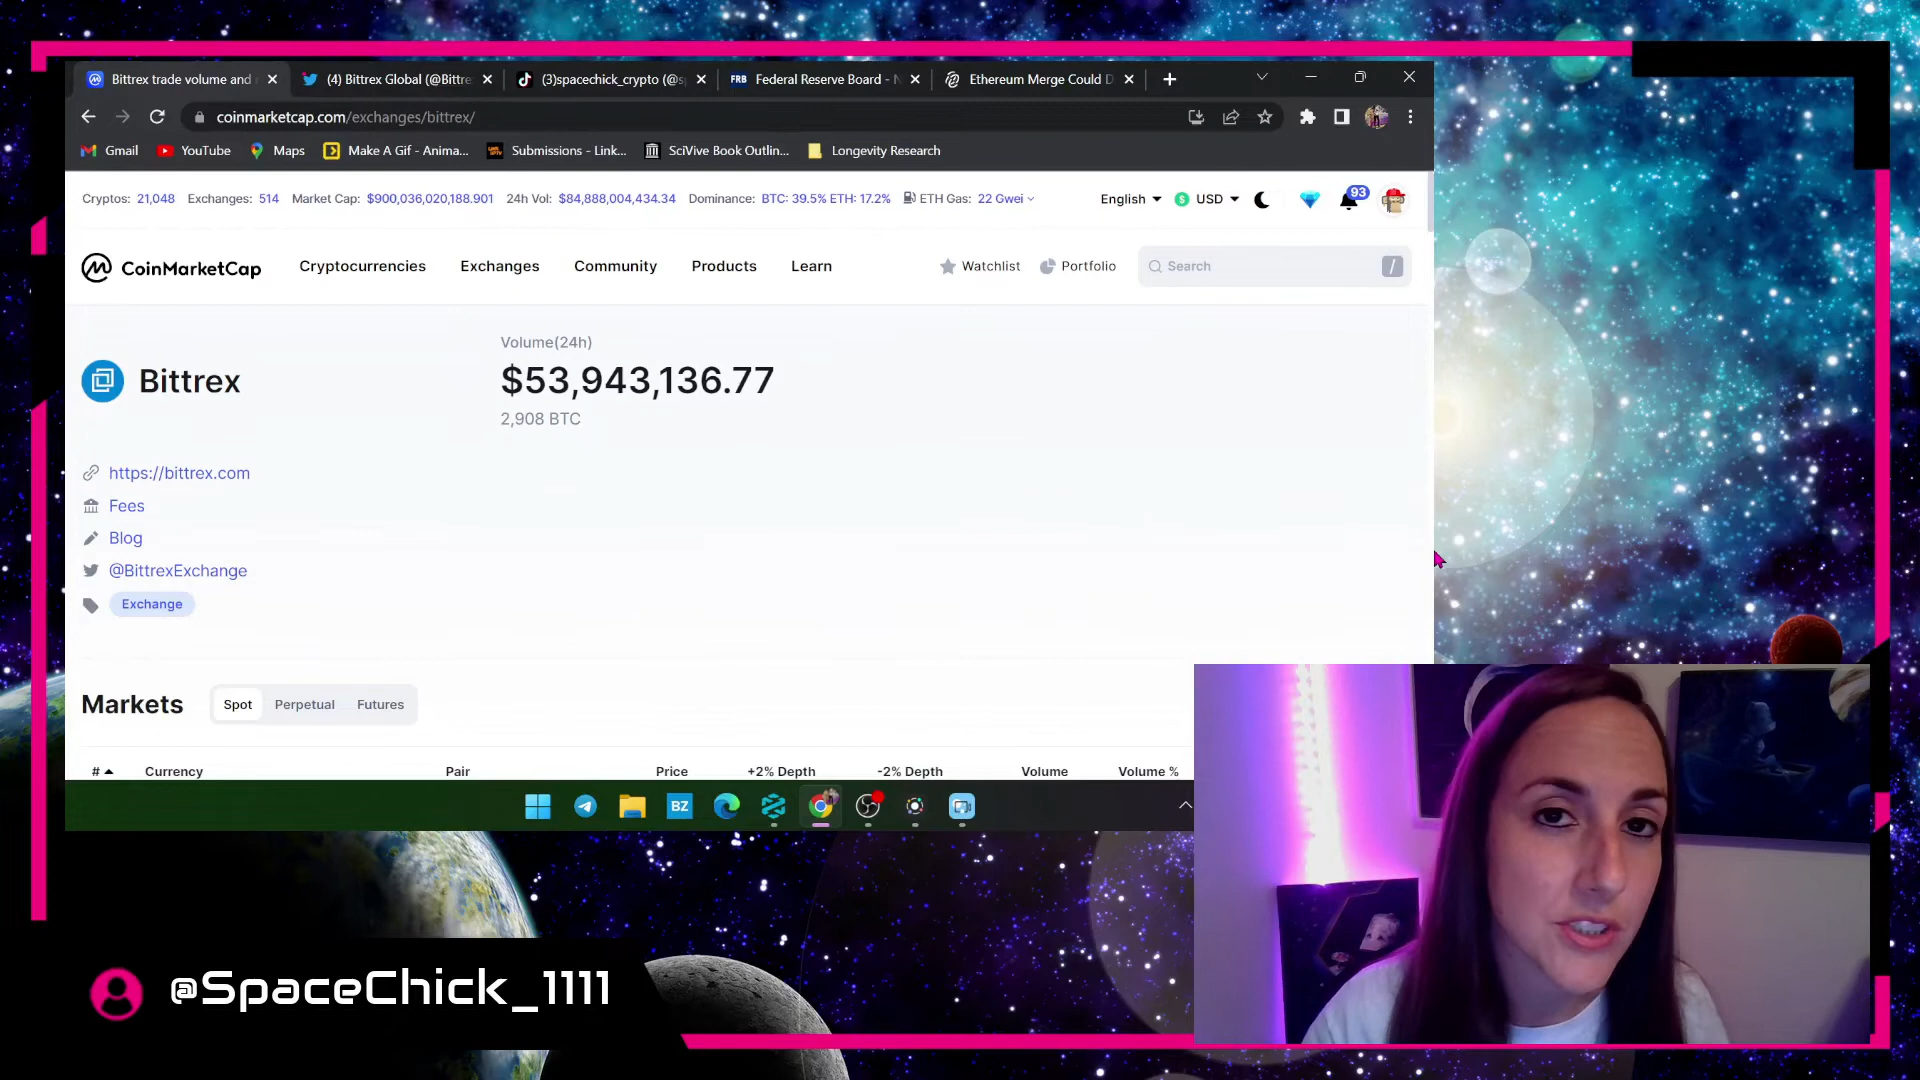 Bittrex trade volume and
(4) Bittrex Global (@Bittre
(3)spacechick_crypto (@s
FRB Federal Reserve Board - N
Ethereum Merge Could D
coinmarketcap.com/exchanges/bittrex/
Gmail
YouTube
Maps
Make A Gif - Anima...
Submissions - Link...
SciVive Book Outlin...
Longevity Research
Cryptos: 21,048 Exchanges: 514 Market Cap: $900,036,020,188.901 24h Vol: $84,888,004,434.34 Dominance: BTC: 39.5% ETH: 17.2% ETH Gas: 22 Gwei
English
USD
93
CoinMarketCap
Cryptocurrencies
Exchanges
Community
Products
Learn
Watchlist
Portfolio
Search
/
Bittrex
Volume(24h)
$53,943,136.77
2,908 BTC
https://bittrex.com
Fees
Blog
@BittrexExchange
Exchange
Markets
Spot
Perpetual
Futures
# Currency Pair Price +2% Depth -2% Depth Volume Volume %
BZ
@SpaceChick_1111